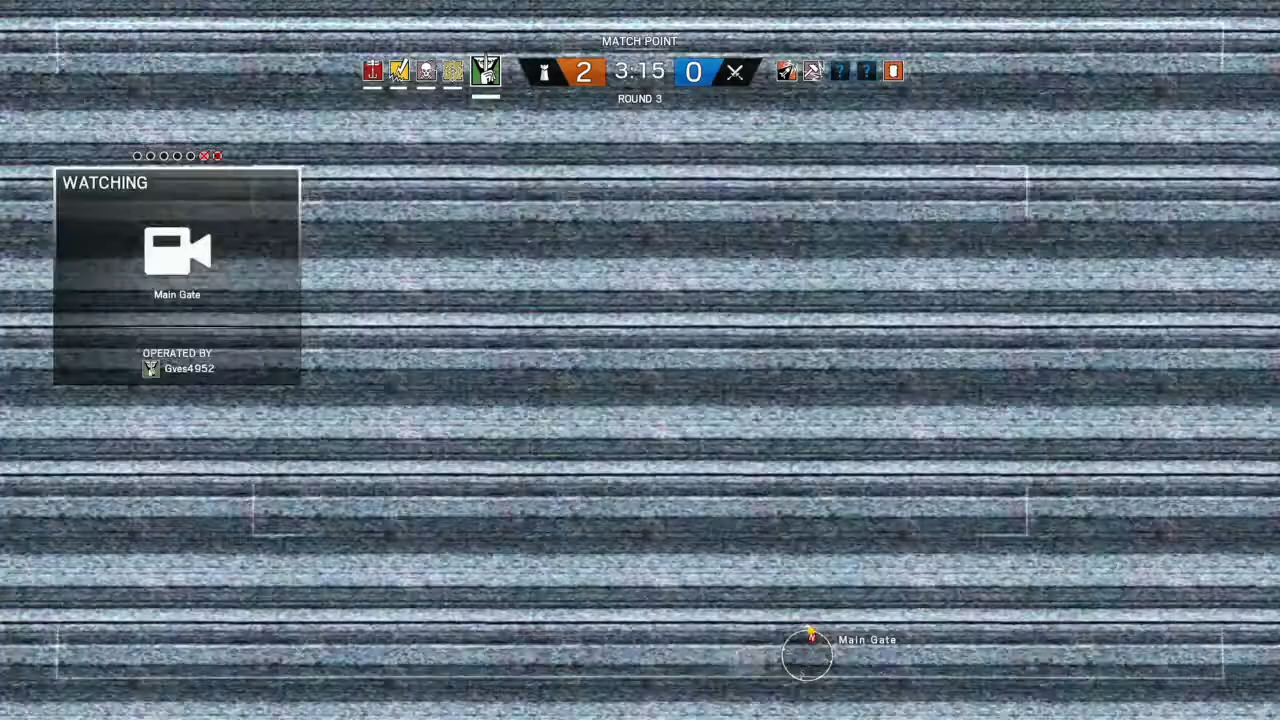 MATCH POINT
2 3:15 0
? ?
ROUND 3
WATCHING
Main Gate
OPERATED BY
Gves4952
N
Main Gate